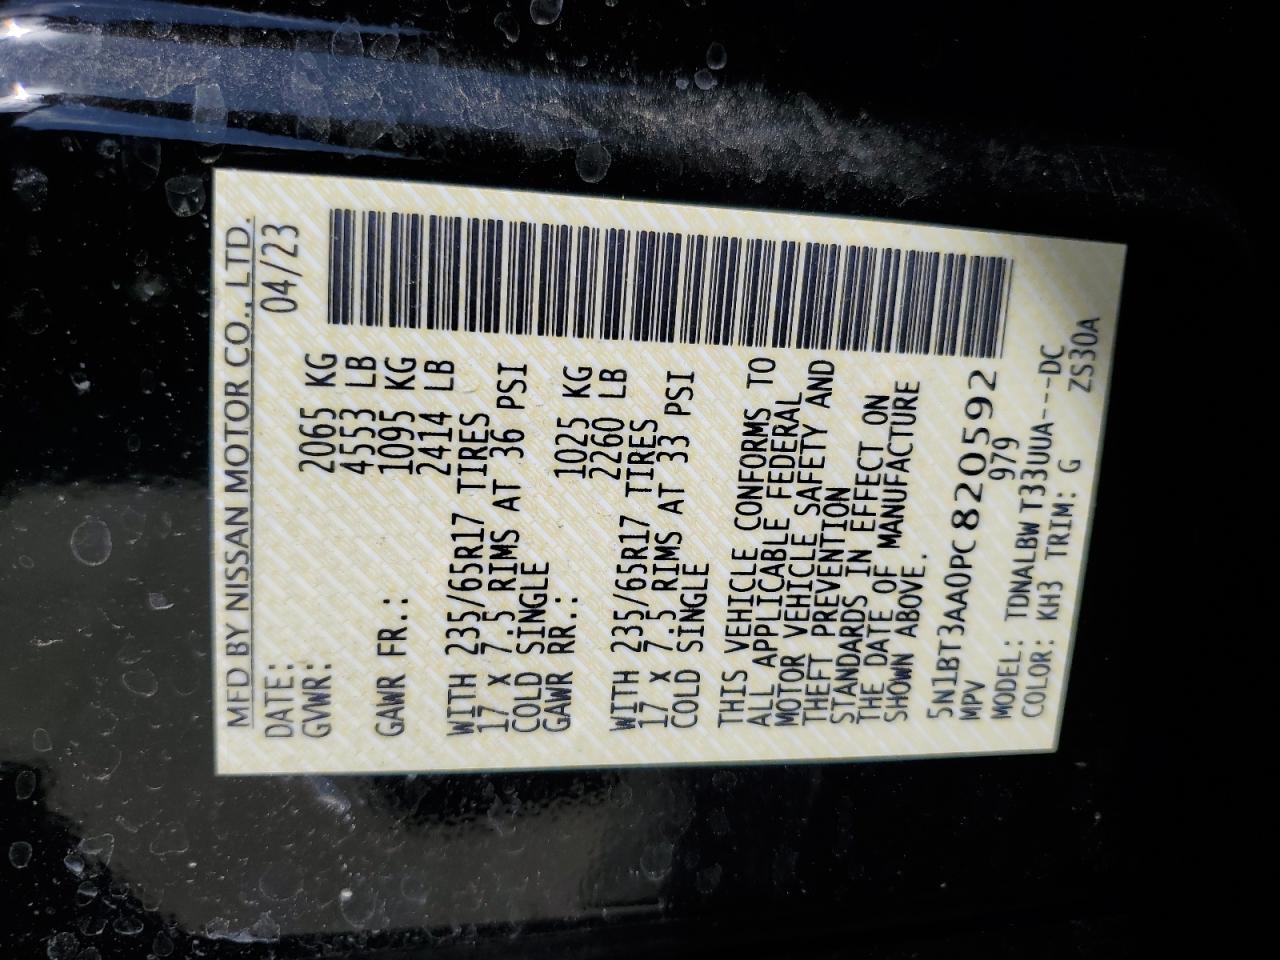 MFD BY NISSAN MOTOR CO., LTD.
DATE: 04/23
GVWR: 2065 KG
4553 LB
GAWR FR.: 1095 KG
2414 LB
WITH 235/65R17 TIRES
17 X 7.5 RIMS AT 36 PSI
COLD SINGLE
GAWR RR.: 1025 KG
2260 LB
WITH 235/65R17 TIRES
17 X 7.5 RIMS AT 33 PSI
COLD SINGLE
THIS VEHICLE CONFORMS TO
ALL APPLICABLE FEDERAL
MOTOR VEHICLE SAFETY AND
THEFT PREVENTION
STANDARDS IN EFFECT ON
THE DATE OF MANUFACTURE
SHOWN ABOVE.
5N1BT3AA0PC820592
MPV 979
MODEL: TDNALBWT33UUA---DC
COLOR: KH3 TRIM: G ZS30A